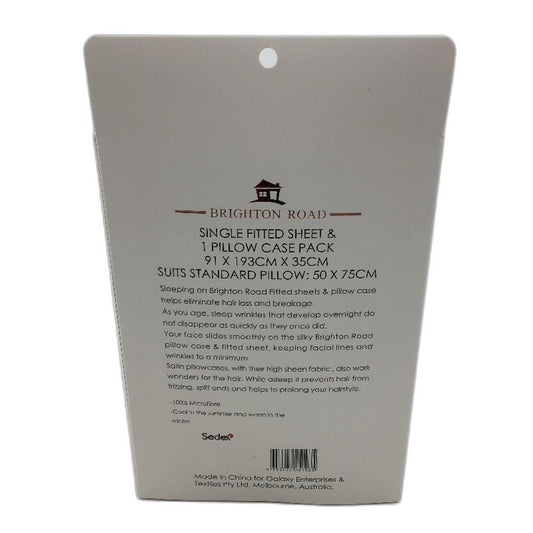 BRIGHTON ROAD
SINGLE FITTED SHEET &
1 PILLOW CASE PACK
91 X 193CM X 35CM
SUITS STANDARD PILLOW: 50 X 75CM
Sleeping on Brighton Road Fitted sheets & pillow case
helps eliminate hair loss and breakage.
As you age, sleep wrinkles that develop overnight do
not disappear as quickly as they once did.
Your face slides smoothly on the silky Brighton Road
pillow case & fitted sheet, keeping facial lines and
wrinkles to a minimum
Satin pillowcases, with their high sheen fabric , also work
wonders for the hair. While asleep it prevents hair from
frizzing, split ends and helps to prolong your hairstyle.
-100% Microfibre
in the summer and warm in the
winter
Sedex
Made in China for Galaxy Enterprises &
Textiles Pty Ltd. Melbourne, Australia.